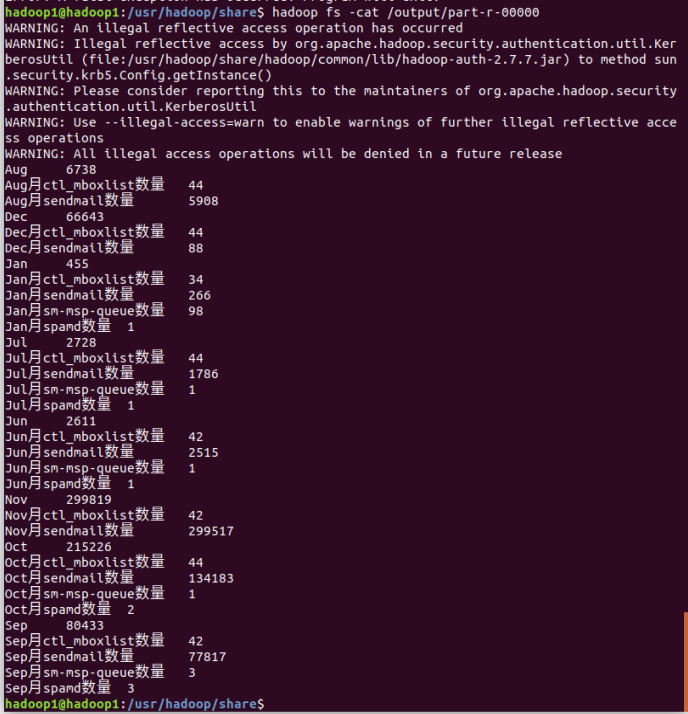 hadoop1@hadoop1:/usr/hadoop/share$ hadoop fs -cat /output/part-r-00000
WARNING: An illegal reflective access operation has occurred
WARNING: Illegal reflective access by org.apache.hadoop.security.authentication.util.Ker
berosUtil (file:/usr/hadoop/share/hadoop/common/lib/hadoop-auth-2.7.7.jar) to method sun
.security.krb5.Config.getInstance()
WARNING: Please consider reporting this to the maintainers of org.apache.hadoop.security
.authentication.util.KerberosUtil
WARNING: Use --illegal-access=warn to enable warnings of further illegal reflective acce
ss operations
WARNING: All illegal access operations will be denied in a future release
Aug 6738
Aug月ctl_mboxlist数量 44
Aug月sendmail数量 5908
Dec 66643
Dec月ctl_mboxlist数量 44
Dec月sendmail数量 88
Jan 455
Jan月ctl_mboxlist数量 34
Jan月sendmail数量 266
Jan月sm-msp-queue数量 98
Jan月spamd数量 1
Jul 2728
Jul月ctl_mboxlist数量 44
Jul月sendmail数量 1786
Jul月sm-msp-queue数量 1
Jul月spamd数量 1
Jun 2611
Jun月ctl_mboxlist数量 42
Jun月sendmail数量 2515
Jun月sm-msp-queue数量 1
Jun月spamd数量 1
Nov 299819
Nov月ctl_mboxlist数量 42
Nov月sendmail数量 299517
Oct 215226
Oct月ctl_mboxlist数量 44
Oct月sendmail数量 134183
Oct月sm-msp-queue数量 1
Oct月spamd数量 2
Sep 80433
Sep月ctl_mboxlist数量 42
Sep月sendmail数量 77817
Sep月sm-msp-queue数量 3
Sep月spamd数量 3
hadoop1@hadoop1:/usr/hadoop/share$